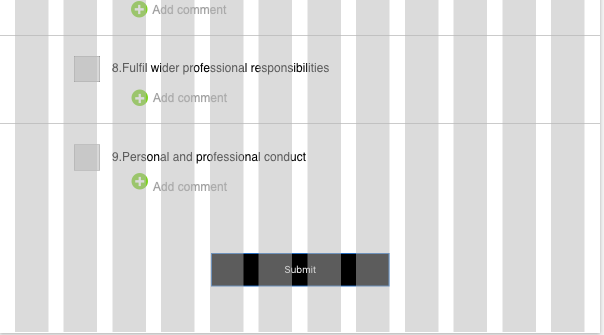 Add comment
8.Fulfil wider professional responsibilities
Add comment
9.Personal and professional conduct
Add comment
Submit